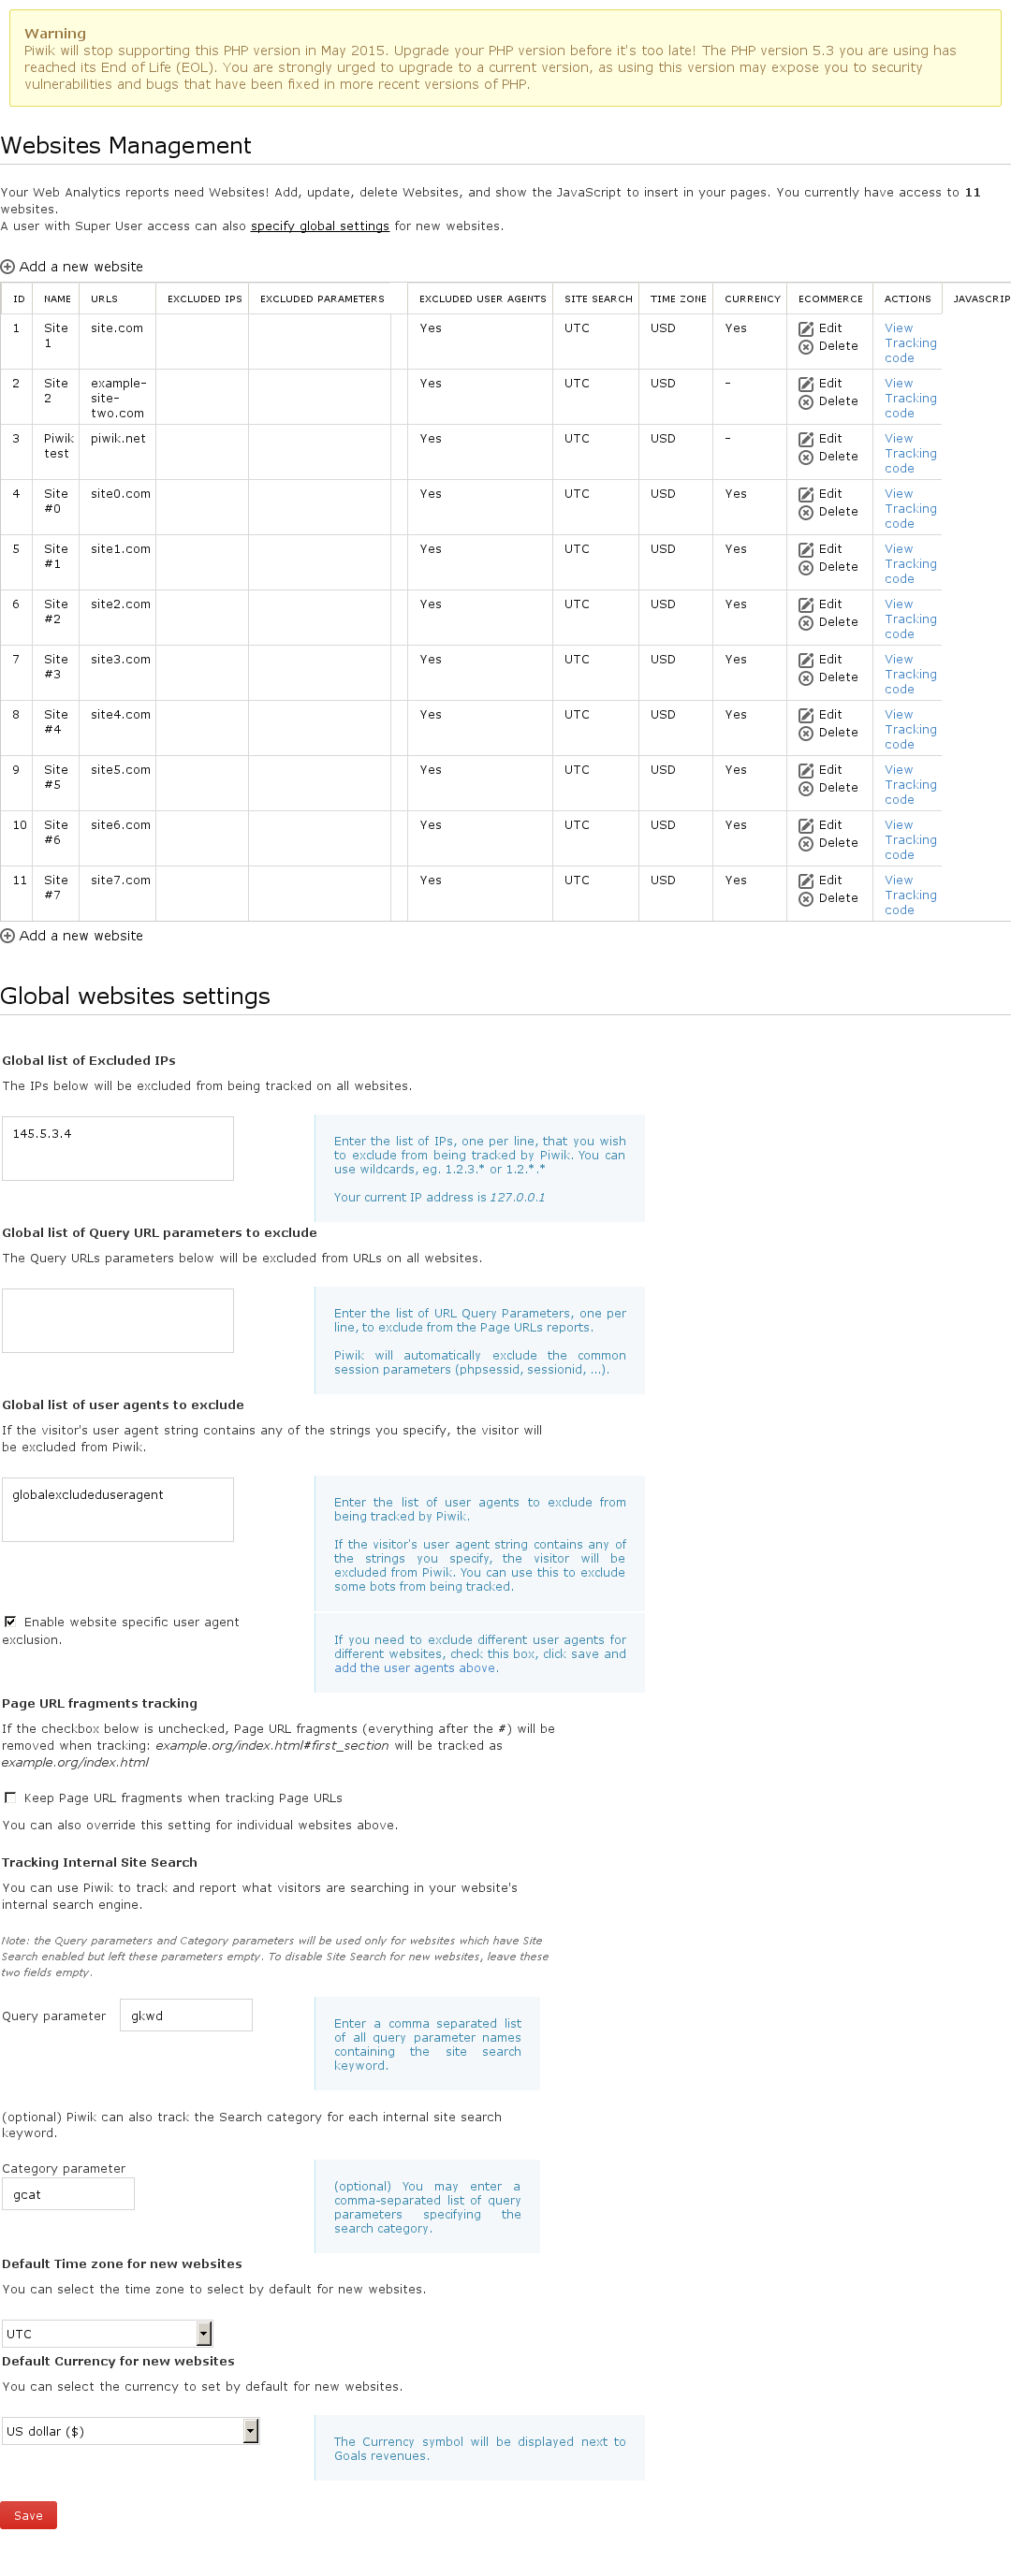 Warning
Piwik will stop supporting this PHP version in May 2015. Upgrade your PHP version before it's too late! The PHP version 5.3 you are using has
reached its End of Life (EOL). You are strongly urged to upgrade to a current version, as using this version may expose you to security
vulnerabilities and bugs that have been fixed in more recent versions of PHP.
Websites Management
Your Web Analytics reports need Websites! Add, update, delete Websites, and show the JavaScript to insert in your pages. You currently have access to 11
websites.
A user with Super User access can also specify global settings for new websites.
Add a new website
ID NAME URLS EXCLUDED IPS EXCLUDED PARAMETERS EXCLUDED USER AGENTS SITE SEARCH TIME ZONE CURRENCY ECOMMERCE ACTIONS JAVASCRIP
1 Site site.com Yes UTC USD Yes Edit View
1 Delete Tracking
code
2 Site example- Yes UTC USD - Edit View
2 site- Delete Tracking
two.com code
3 Piwik piwik.net Yes UTC USD - Edit View
test Delete Tracking
code
4 Site site0.com Yes UTC USD Yes Edit View
#0 Delete Tracking
code
5 Site site1.com Yes UTC USD Yes Edit View
#1 Delete Tracking
code
6 Site site2.com Yes UTC USD Yes Edit View
#2 Delete Tracking
code
7 Site site3.com Yes UTC USD Yes Edit View
#3 Delete Tracking
code
8 Site site4.com Yes UTC USD Yes Edit View
#4 Delete Tracking
code
9 Site site5.com Yes UTC USD Yes Edit View
#5 Delete Tracking
code
10 Site site6.com Yes UTC USD Yes Edit View
#6 Delete Tracking
code
11 Site site7.com Yes UTC USD Yes Edit View
#7 Delete Tracking
code
Add a new website
Global websites settings
Global list of Excluded IPs
The IPs below will be excluded from being tracked on all websites.
145.5.3.4
Enter the list of IPs, one per line, that you wish
to exclude from being tracked by Piwik. You can
use wildcards, eg. 1.2.3.* or 1.2.*.*
Your current IP address is 127.0.0.1
Global list of Query URL parameters to exclude
The Query URLs parameters below will be excluded from URLs on all websites.
Enter the list of URL Query Parameters, one per
line, to exclude from the Page URLs reports.
Piwik will automatically exclude the common
session parameters (phpsessid, sessionid, ...).
Global list of user agents to exclude
If the visitor's user agent string contains any of the strings you specify, the visitor will
be excluded from Piwik.
globalexcludeduseragent
Enter the list of user agents to exclude from
being tracked by Piwik.
If the visitor's user agent string contains any of
the strings you specify, the visitor will be
excluded from Piwik. You can use this to exclude
some bots from being tracked.
Enable website specific user agent
exclusion.
If you need to exclude different user agents for
different websites, check this box, click save and
add the user agents above.
Page URL fragments tracking
If the checkbox below is unchecked, Page URL fragments (everything after the #) will be
removed when tracking: example.org/index.html#first_section will be tracked as
example.org/index.html
Keep Page URL fragments when tracking Page URLs
You can also override this setting for individual websites above.
Tracking Internal Site Search
You can use Piwik to track and report what visitors are searching in your website's
internal search engine.
Note: the Query parameters and Category parameters will be used only for websites which have Site
Search enabled but left these parameters empty. To disable Site Search for new websites, leave these
two fields empty.
Query parameter gkwd
Enter a comma separated list
of all query parameter names
containing the site search
keyword.
(optional) Piwik can also track the Search category for each internal site search
keyword.
Category parameter
gcat
(optional) You may enter a
comma-separated list of query
parameters specifying the
search category.
Default Time zone for new websites
You can select the time zone to select by default for new websites.
UTC
Default Currency for new websites
You can select the currency to set by default for new websites.
US dollar ($)
The Currency symbol will be displayed next to
Goals revenues.
Save